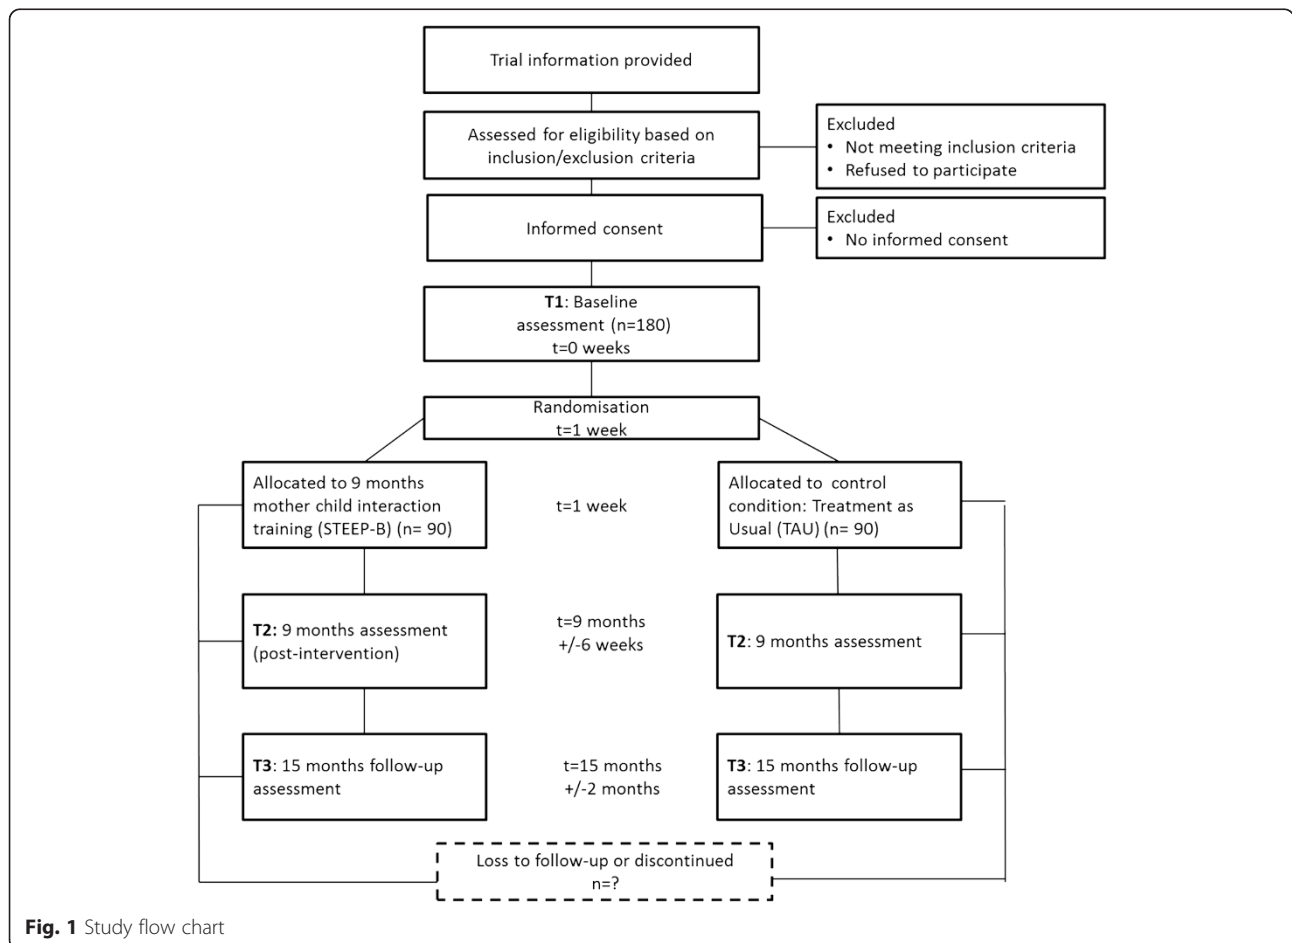 Trial information provided
Assessed for eligibility based on
inclusion/exclusion criteria
Excluded
• Not meeting inclusion criteria
• Refused to participate
Informed consent
Excluded
• No informed consent
T1: Baseline
assessment (n=180)
t=0 weeks
Randomisation
t=1 week
Allocated to 9 months
mother child interaction
training (STEEP-B) (n= 90)
t=1 week
Allocated to control
condition: Treatment as
Usual (TAU) (n= 90)
T2: 9 months assessment
(post-intervention)
t=9 months
+/-6 weeks
T2: 9 months assessment
T3: 15 months follow-up
assessment
t=15 months
+/-2 months
T3: 15 months follow-up
assessment
Loss to follow-up or discontinued
n=?
Fig. 1 Study flow chart